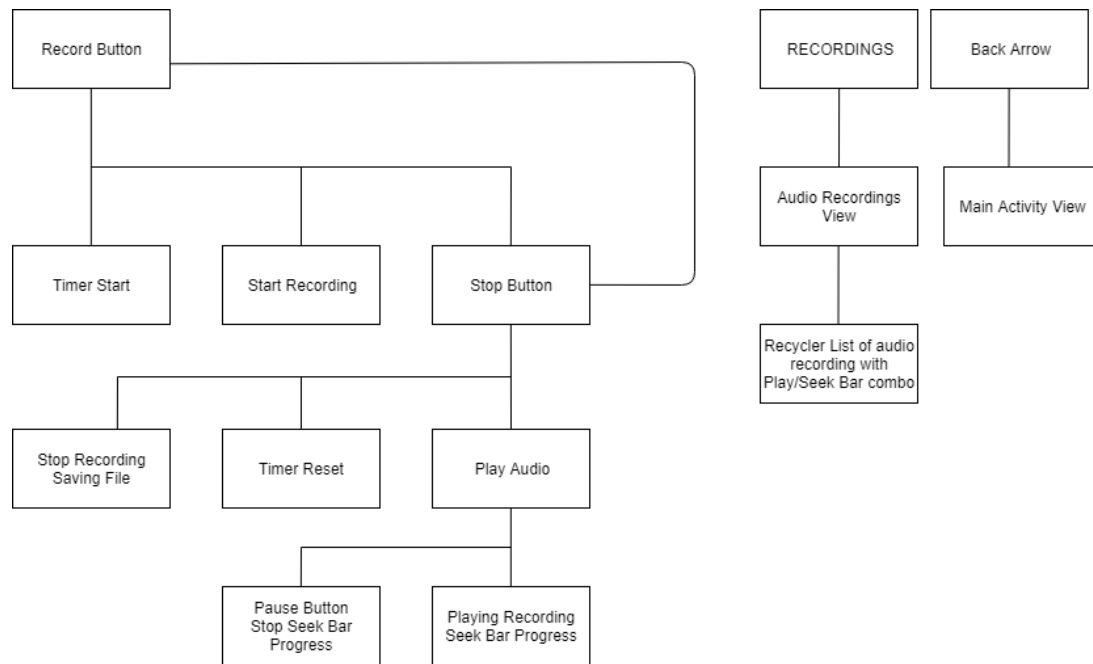 Record Button
RECORDINGS
Back Arrow
Audio Recordings
View
Main Activity View
Timer Start
Start Recording
Stop Button
Recycler List of audio
recording with
Play/Seek Bar combo
Stop Recording
Saving File
Timer Reset
Play Audio
Pause Button
Stop Seek Bar
Progress
Playing Recording
Seek Bar Progress